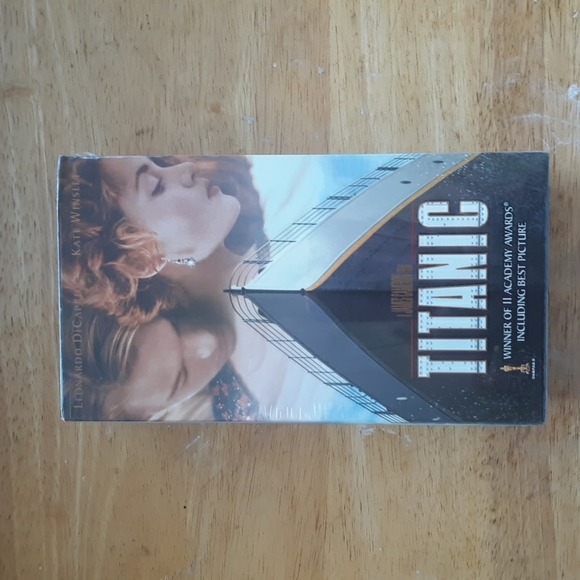 LEONARDO DICAPRIO KATE WINSLET
TITANIC
WINNER OF 11 ACADEMY AWARDS®
INCLUDING BEST PICTURE